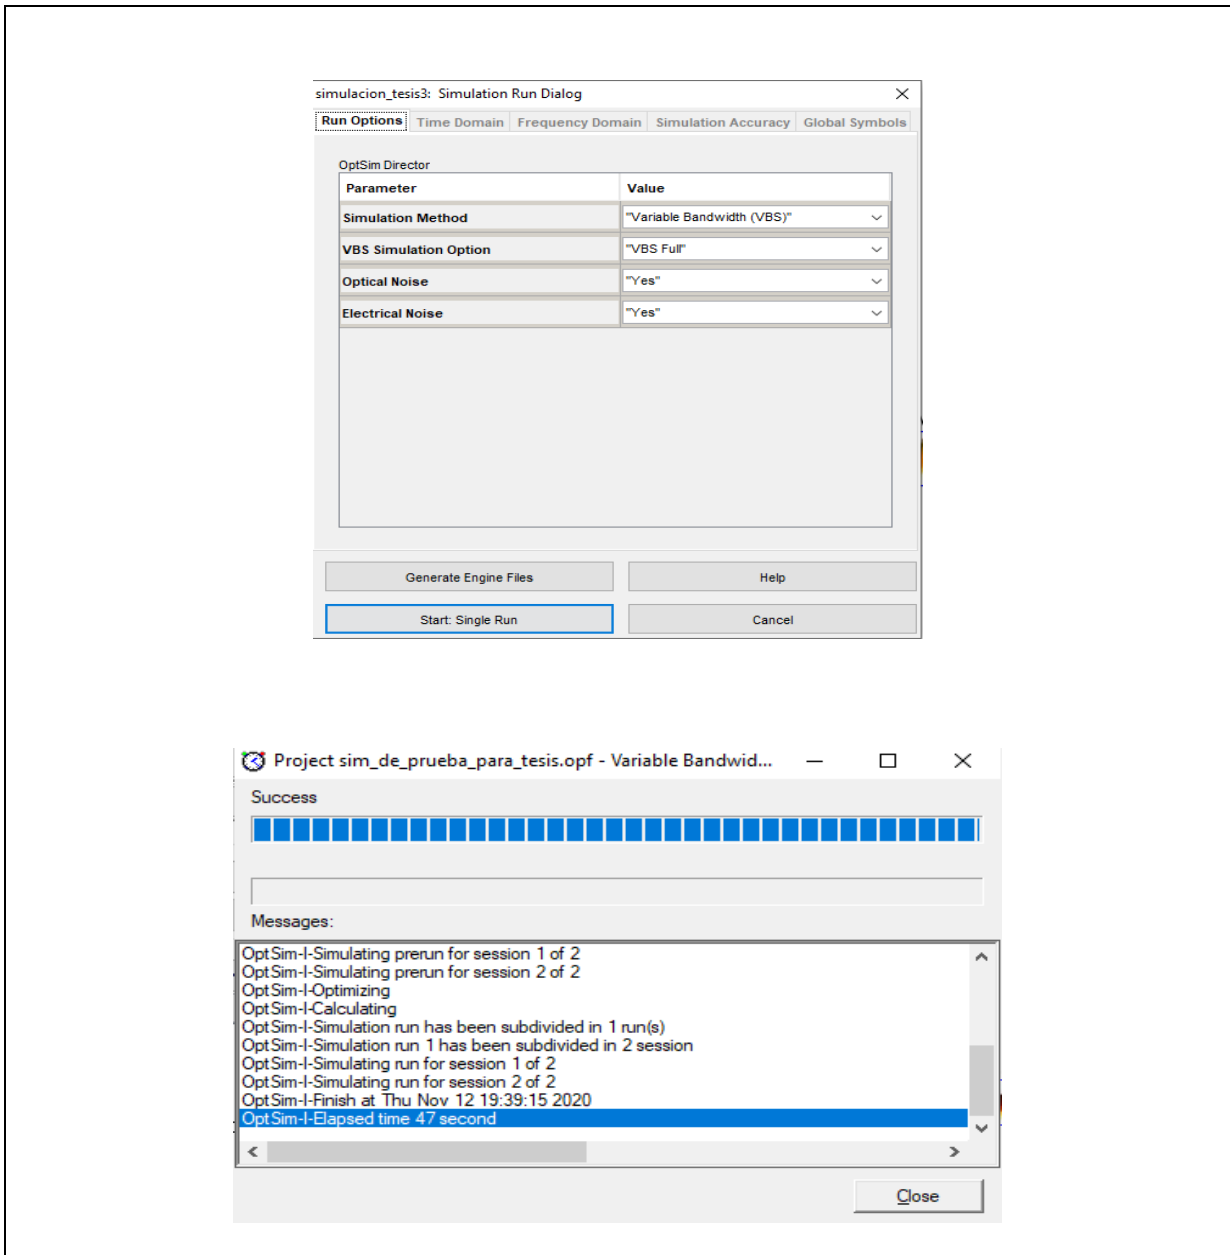 simulacion_tesis3: Simulation Run Dialog
Run Options Time Domain Frequency Domain Simulation Accuracy Global Symbols
OptSim Director
Parameter Value
Simulation Method "Variable Bandwidth (VBS)"
VBS Simulation Option "VBS Full"
Optical Noise "Yes"
Electrical Noise "Yes"
Generate Engine Files Help
Start: Single Run Cancel
Project sim_de_prueba_para_tesis.opf - Variable Bandwid...
Success
Messages:
OptSim-I-Simulating prerun for session 1 of 2
OptSim-I-Simulating prerun for session 2 of 2
OptSim-I-Optimizing
OptSim-I-Calculating
OptSim-I-Simulation run has been subdivided in 1 run(s)
OptSim-I-Simulation run 1 has been subdivided in 2 session
OptSim-I-Simulating run for session 1 of 2
OptSim-I-Simulating run for session 2 of 2
OptSim-I-Finish at Thu Nov 12 19:39:15 2020
OptSim-I-Elapsed time 47 second
Close